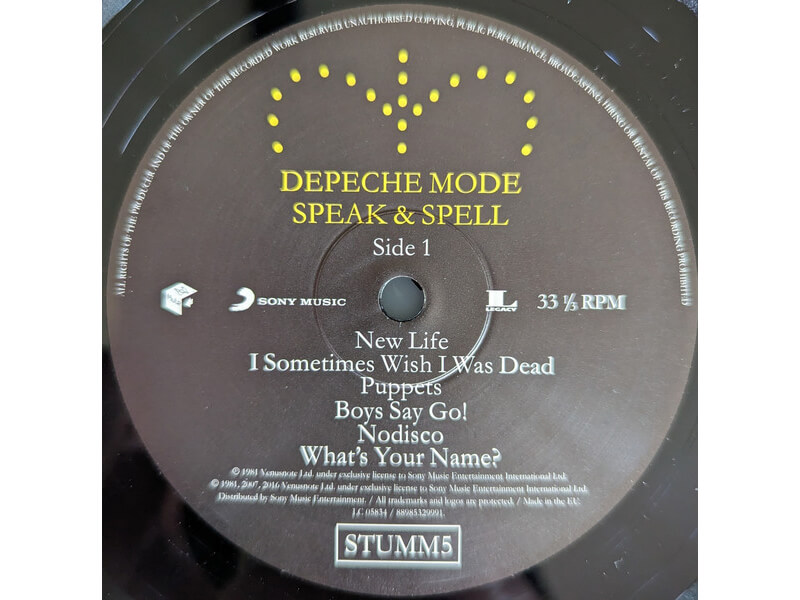 ALL RIGHTS OF THE PRODUCER AND OF THE OWNER OF THIS RECORDED WORK RESERVED. UNAUTHORISED COPYING, PUBLIC PERFORMANCE, BROADCASTING, HIRING OR RENTAL OF THIS RECORDING PROHIBITED
DEPECHE MODE
SPEAK & SPELL
Side 1
SONY MUSIC
L
LEGACY
33 ⅓ RPM
New Life
I Sometimes Wish I Was Dead
Puppets
Boys Say Go!
Nodisco
What's Your Name?
℗ 1981 Venusnote Ltd. under exclusive license to Sony Music Entertainment International Ltd.
© 1981, 2007, 2016 Venusnote Ltd. under exclusive license to Sony Music Entertainment International Ltd.
Distributed by Sony Music Entertainment. / All trademarks and logos are protected. / Made in the EU.
LC 05834 / 88985329991.
STUMM5